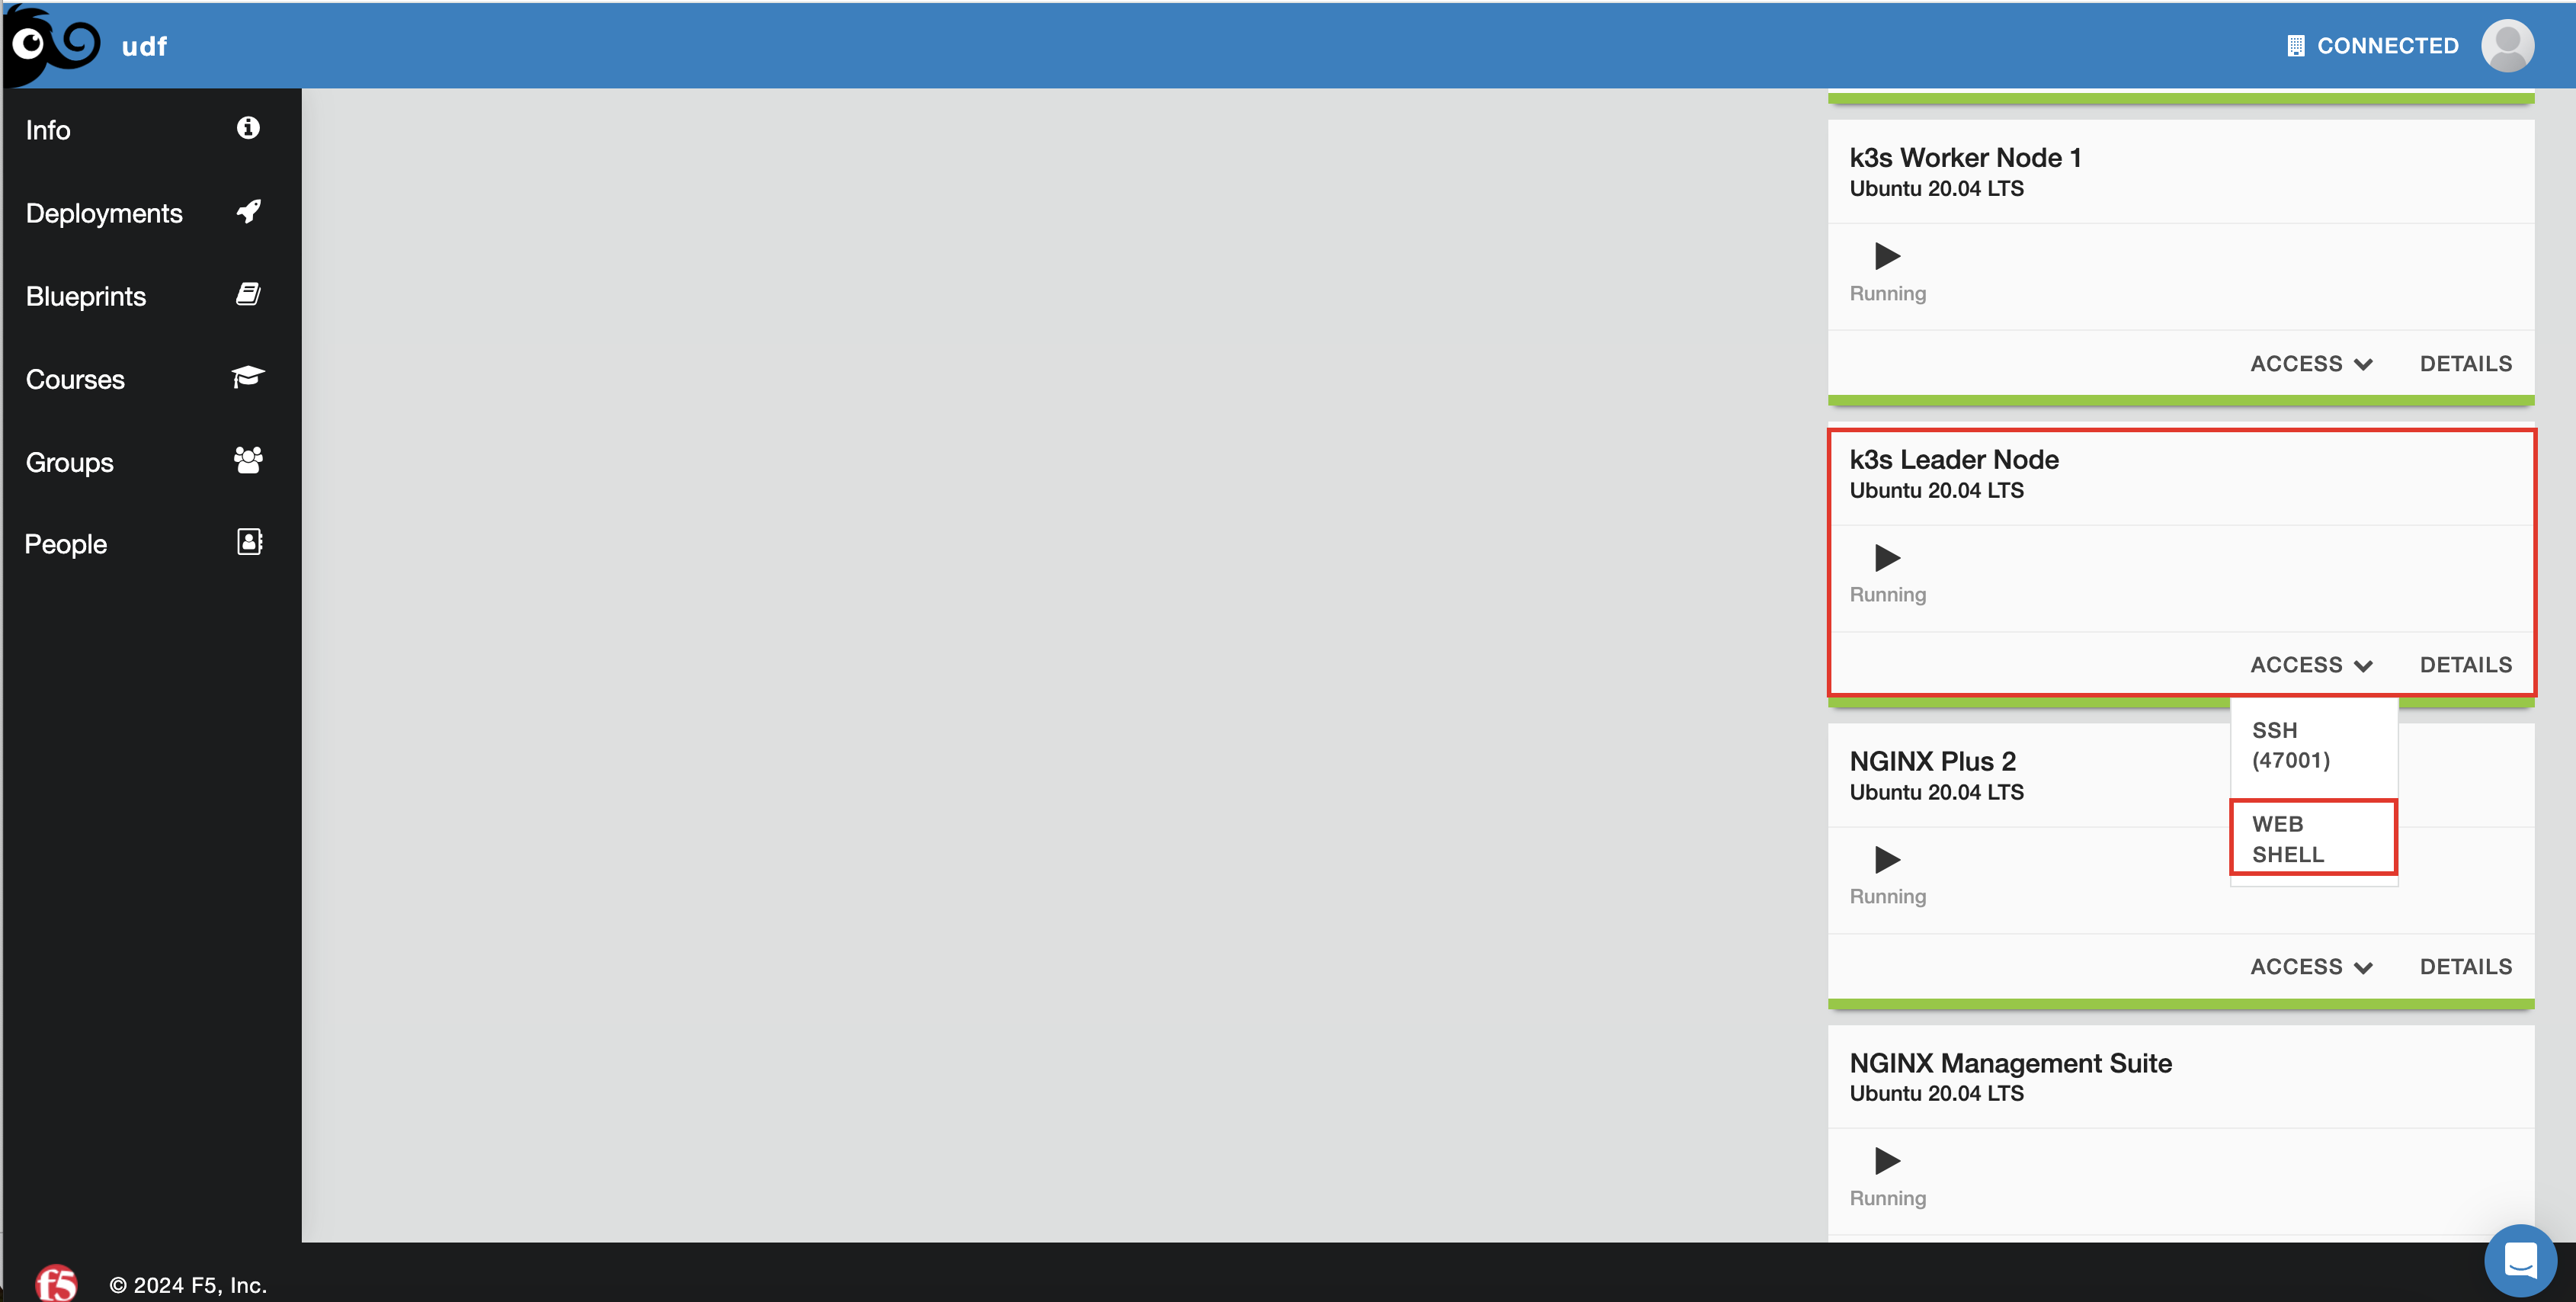 udf
CONNECTED
Info
Deployments
Blueprints
Courses
Groups
People
k3s Worker Node 1
Ubuntu 20.04 LTS
Running
ACCESS DETAILS
k3s Leader Node
Ubuntu 20.04 LTS
Running
ACCESS DETAILS
SSH
(47001)
WEB
SHELL
NGINX Plus 2
Ubuntu 20.04 LTS
Running
ACCESS DETAILS
NGINX Management Suite
Ubuntu 20.04 LTS
Running
f5
© 2024 F5, Inc.